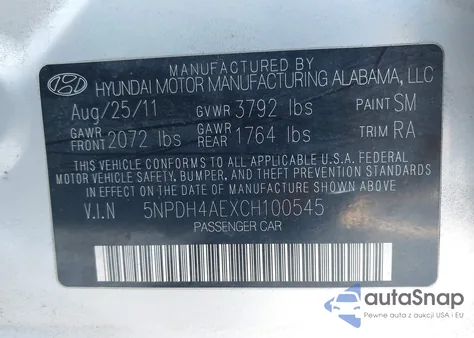 MANUFACTURED BY
HYUNDAI MOTOR MANUFACTURING ALABAMA, LLC
Aug/25/11 GVWR 3792 lbs PAINT SM
GAWR FRONT 2072 lbs GAWR REAR 1764 lbs TRIM RA
THIS VEHICLE CONFORMS TO ALL APPLICABLE U.S.A. FEDERAL
MOTOR VEHICLE SAFETY, BUMPER, AND THEFT PREVENTION STANDARDS
IN EFFECT ON THE DATE OF MANUFACTURE SHOWN ABOVE.
V.I.N 5NPDH4AEXCH100545
PASSENGER CAR
autoSnap
Pewne auta z aukcji USA i EU